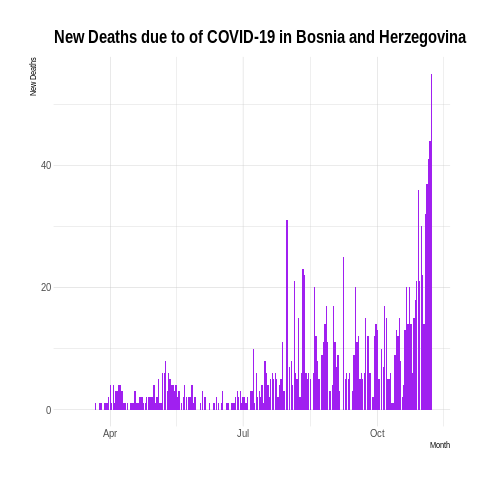 New Deaths due to of COVID-19 in Bosnia and Herzegovina
New Deaths
40
20
0
Apr
Jul
Oct
Month